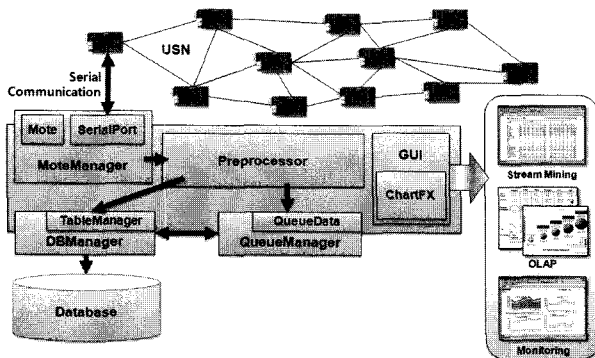 USN
Serial
Communication
Mote
SerialPort
MoteManager
Preprocessor
GUI
ChartFX
TableManager
DBManager
QueueData
QueueManager
Database
Stream Mining
OLAP
Monitoring